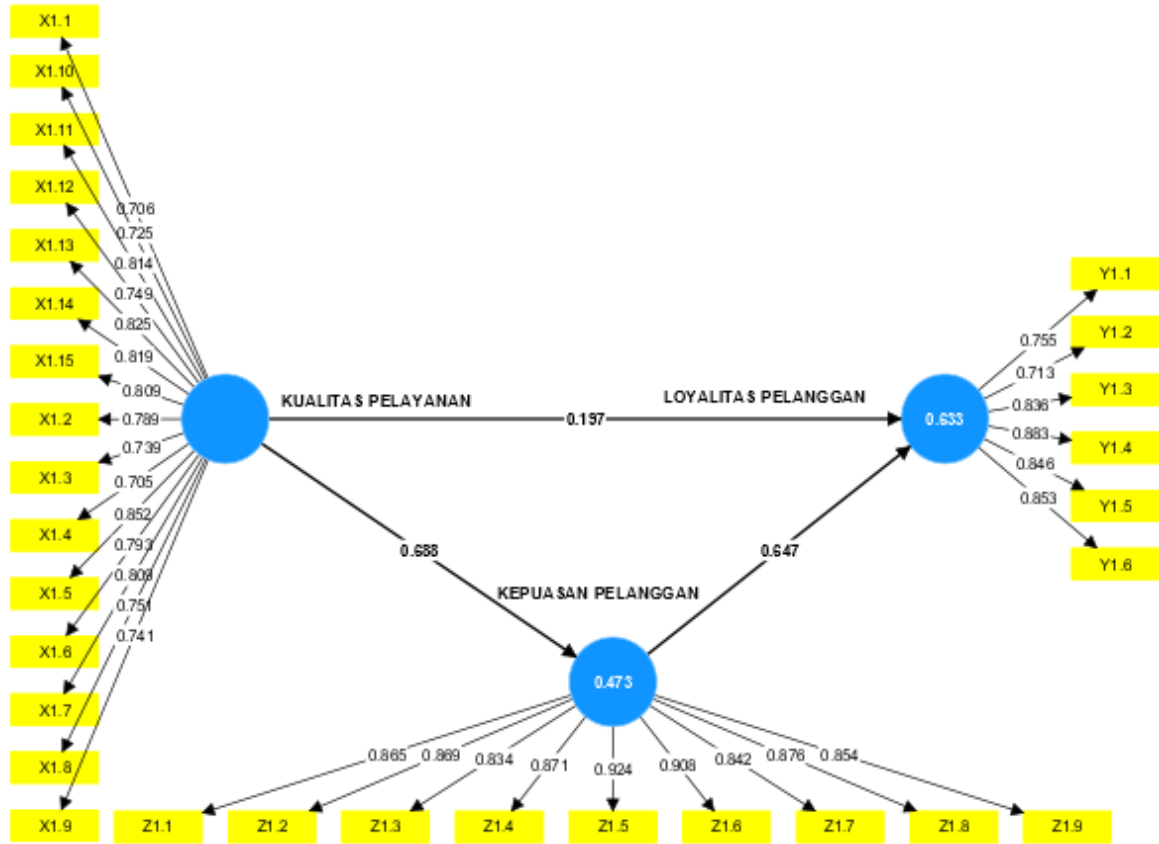 X1.1
X1.10
X1.11
X1.12
X1.13
X1.14
X1.15
X1.2
X1.3
X1.4
X1.5
X1.6
X1.7
X1.8
X1.9
0.706
0.725
0.814
0.749
0.825
0.819
0.809
0.789
0.739
0.705
0.852
0.793
0.809
0.751
0.741
KUALITAS PELAYANAN
LOYALITAS PELANGGAN
0.197
0.633
0.688
0.647
KEPUASAN PELANGGAN
0.473
0.755
0.713
0.836
0.883
0.846
0.853
Y1.1
Y1.2
Y1.3
Y1.4
Y1.5
Y1.6
0.865
0.869
0.834
0.871
0.924
0.908
0.842
0.876
0.854
Z1.1
Z1.2
Z1.3
Z1.4
Z1.5
Z1.6
Z1.7
Z1.8
Z1.9